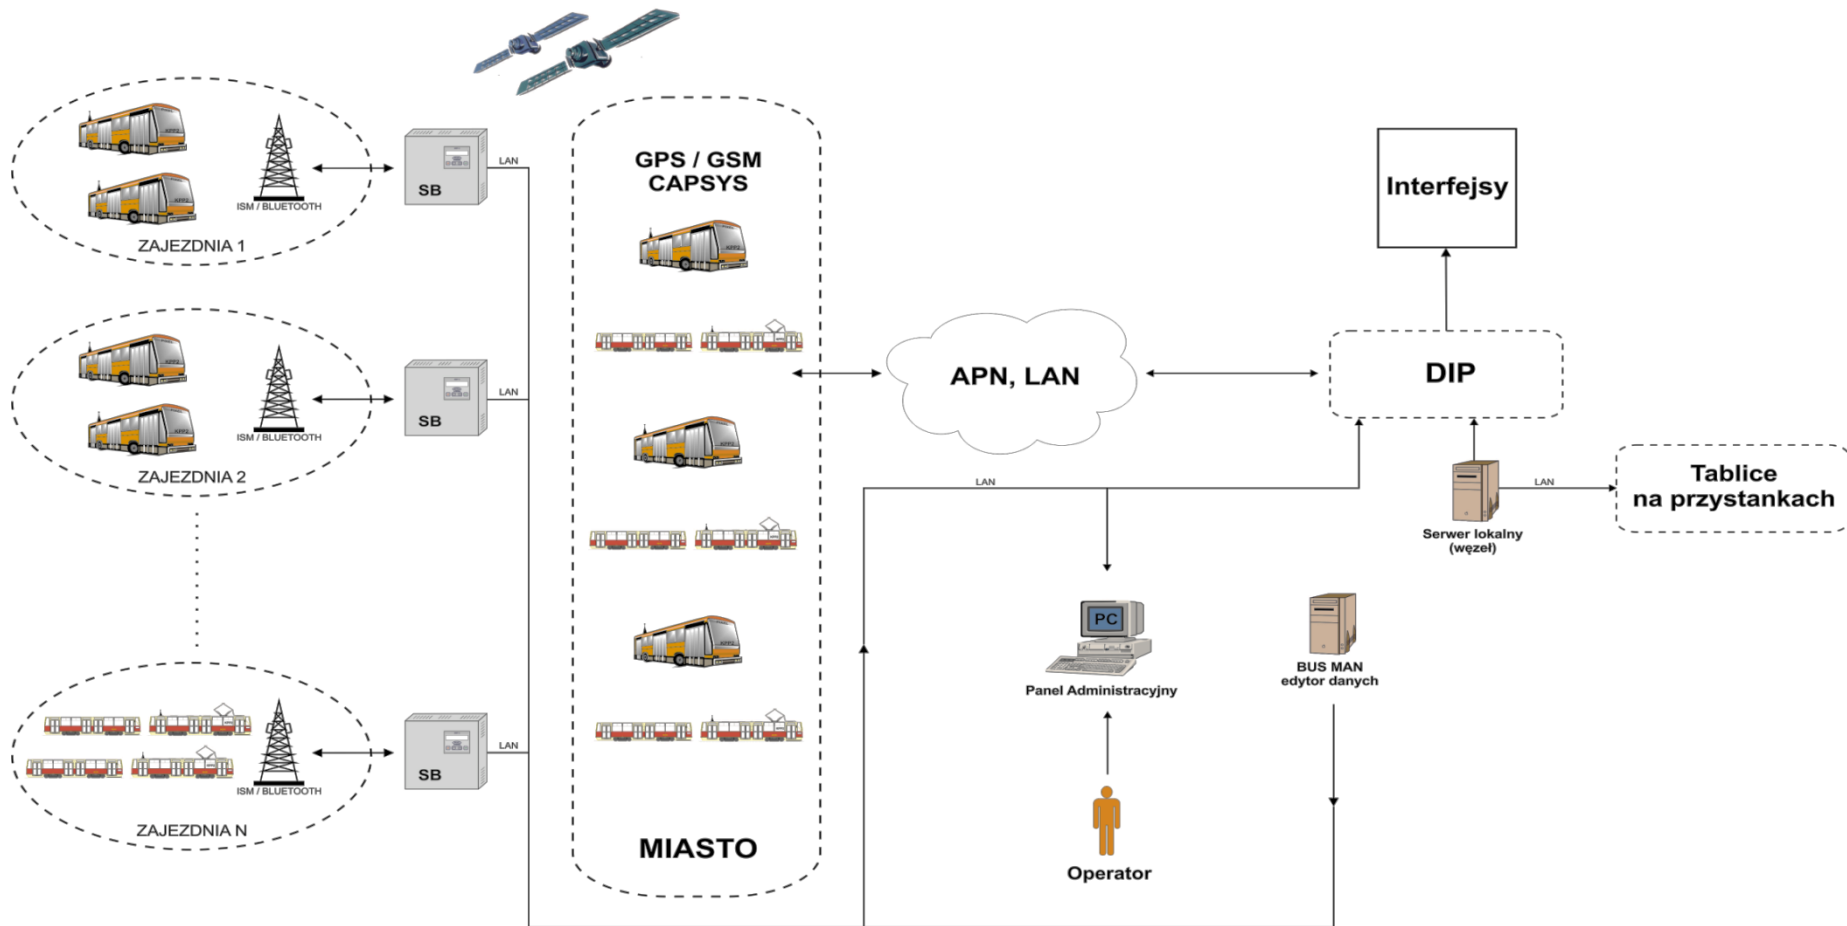 ISM / BLUETOOTH
ZAJEZDNIA 1
SB
LAN
ISM / BLUETOOTH
ZAJEZDNIA 2
SB
LAN
ISM / BLUETOOTH
ZAJEZDNIA N
SB
LAN
GPS / GSM
CAPSYS
MIASTO
APN, LAN
Interfejsy
DIP
LAN
Serwer lokalny
(węzeł)
LAN
Tablice
na przystankach
PC
Panel Administracyjny
Operator
BUS MAN
edytor danych